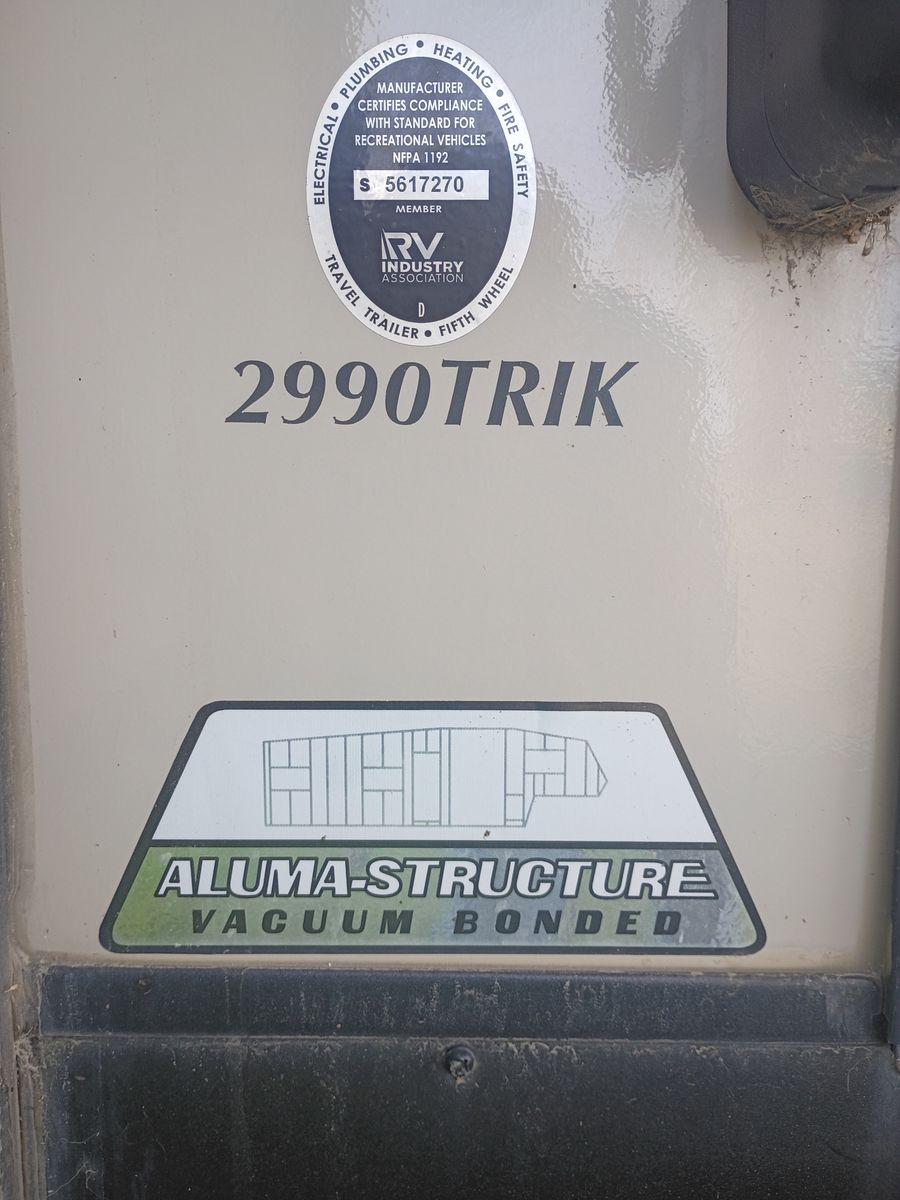 ELECTRICAL • PLUMBING • HEATING • FIRE SAFETY
MANUFACTURER
CERTIFIES COMPLIANCE
WITH STANDARD FOR
RECREATIONAL VEHICLES
NFPA 1192
S 5617270
MEMBER
RV
INDUSTRY
ASSOCIATION
D
TRAVEL TRAILER • FIFTH WHEEL
2990TRIK
ALUMA-STRUCTURE
VACUUM BONDED